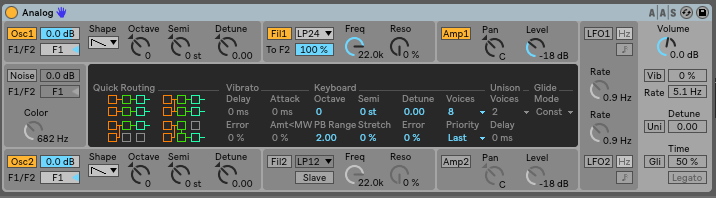 Analog A A S
Osc1 0.0 dB Shape Octave Semi Detune Fil1 LP24 Freq Reso Amp1 Pan Level LFO1 Hz Volume
F1/F2 F1 0 0 st 0.00 To F2 100 % 22.0k 0 % C -18 dB 0.0 dB
Noise 0.0 dB Quick Routing Vibrato Keyboard Unison Glide Rate Vib 0 %
F1/F2 F1 Delay Attack Octave Semi Detune Voices Voices Mode 0.9 Hz Rate 5.1 Hz
Color 0 ms 0 ms 0 0 st 0.00 8 2 Const Rate Detune
682 Hz Error Amt<MW PB Range Stretch Error Priority Delay 0.9 Hz Uni 0.00
0 % 0 % 2.00 0 % 0 % Last 0 ms
Osc2 0.0 dB Shape Octave Semi Detune Fil2 LP12 Freq Reso Amp2 Pan Level LFO2 Hz Time
F1/F2 F1 0 0 st 0.00 Slave 22.0k 0 % C -18 dB Gli 50 %
Legato